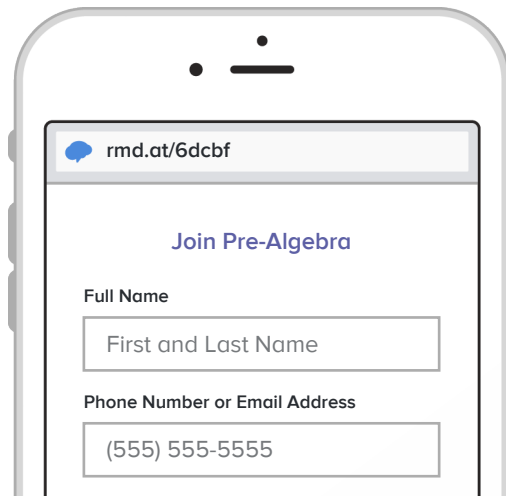 rmd.at/6dcbf
Join Pre-Algebra
Full Name
First and Last Name
Phone Number or Email Address
(555) 555-5555